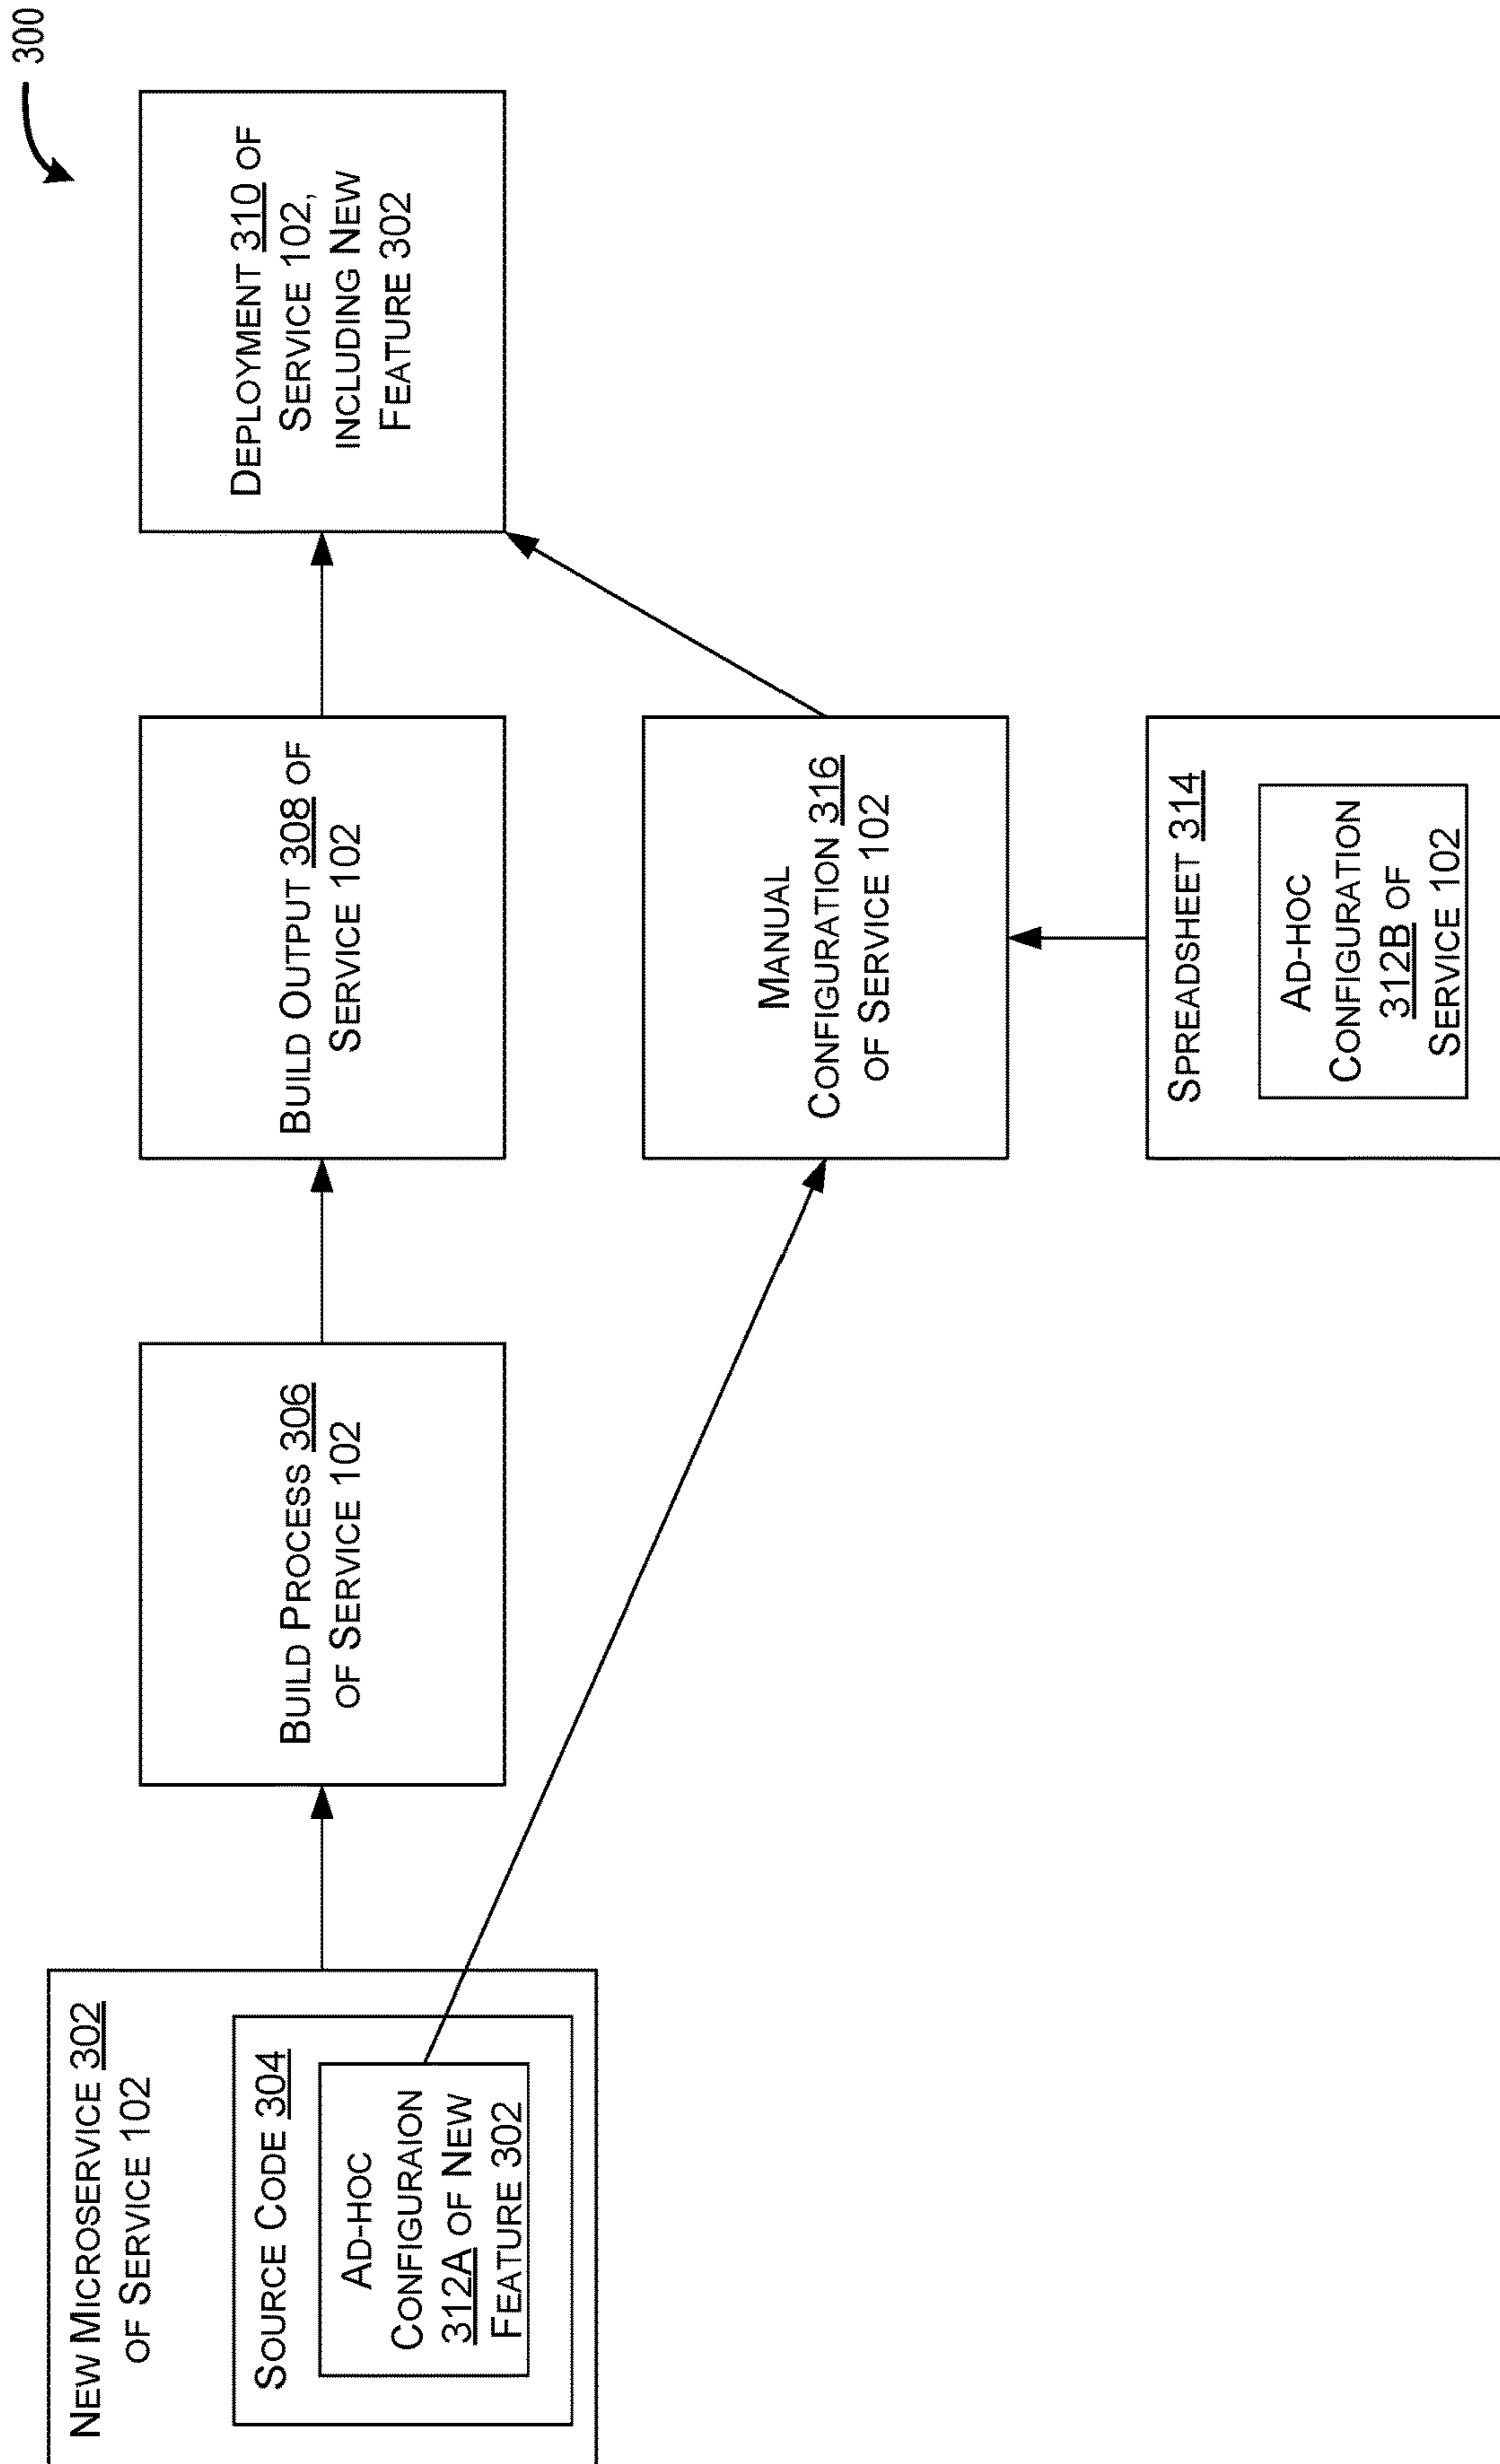 300
NEW MICROSERVICE 302
OF SERVICE 102
SOURCE CODE 304
AD-HOC
CONFIGURAION
312A OF NEW
FEATURE 302
BUILD PROCESS 306
OF SERVICE 102
BUILD OUTPUT 308 OF
SERVICE 102
DEPLOYMENT 310 OF
SERVICE 102,
INCLUDING NEW
FEATURE 302
MANUAL
CONFIGURATION 316
OF SERVICE 102
SPREADSHEET 314
AD-HOC
CONFIGURATION
312B OF
SERVICE 102